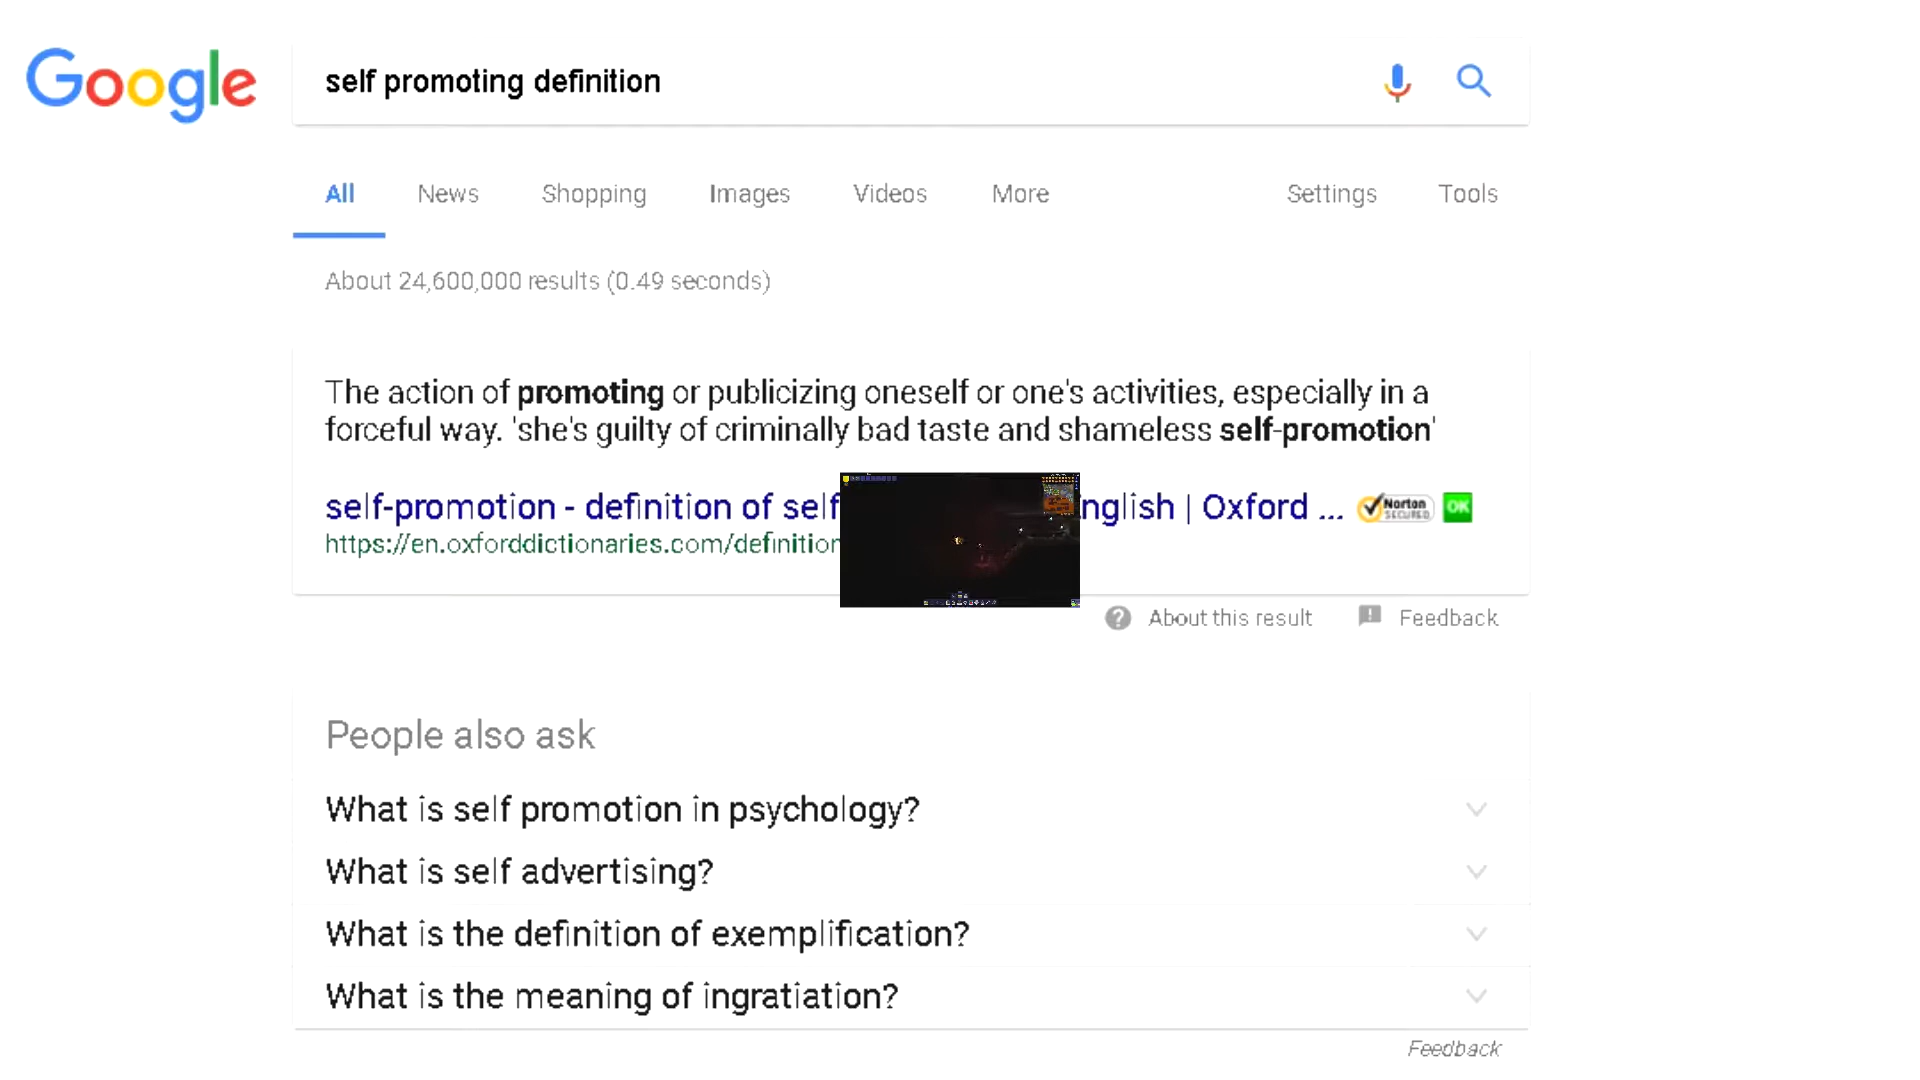 Google
self promoting definition
All News Shopping Images Videos More Settings Tools
About 24,600,000 results (0.49 seconds)
The action of promoting or publicizing oneself or one's activities, especially in a
forceful way. 'she's guilty of criminally bad taste and shameless self-promotion'
self-promotion - definition of self nglish | Oxford ... Norton SECURED OK
https://en.oxforddictionaries.com/definition
About this result Feedback
People also ask
What is self promotion in psychology?
What is self advertising?
What is the definition of exemplification?
What is the meaning of ingratiation?
Feedback